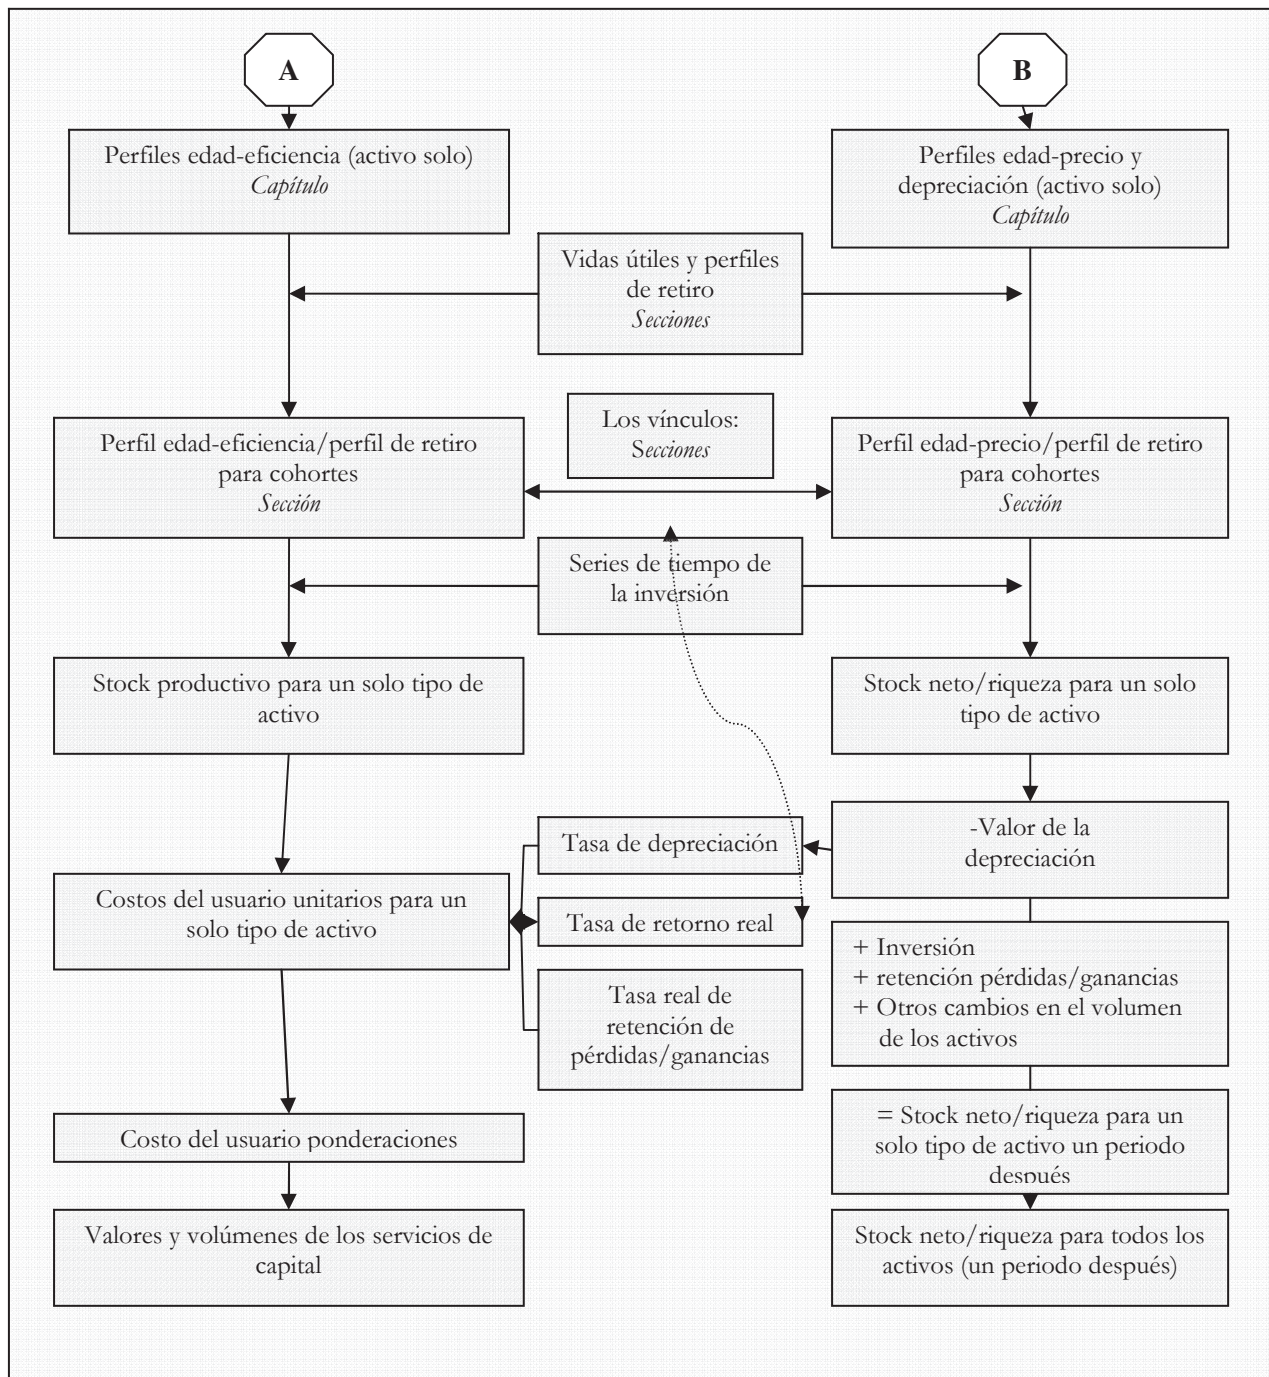 A
B
Perfiles edad-eficiencia (activo solo)
Capítulo
Perfiles edad-precio y
depreciación (activo solo)
Capítulo
Vidas útiles y perfiles
de retiro
Secciones
Perfil edad-eficiencia/perfil de retiro
para cohortes
Sección
Los vínculos:
Secciones
Perfil edad-precio/perfil de retiro
para cohortes
Sección
Series de tiempo de
la inversión
Stock productivo para un solo tipo de
activo
Stock neto/riqueza para un solo
tipo de activo
Tasa de depreciación
-Valor de la
depreciación
Costos del usuario unitarios para un
solo tipo de activo
Tasa de retorno real
Tasa real de
retención de
pérdidas/ganancias
+ Inversión
+ retención pérdidas/ganancias
+ Otros cambios en el volumen
de los activos
Costo del usuario ponderaciones
= Stock neto/riqueza para un
solo tipo de activo un periodo
después
Valores y volúmenes de los servicios de
capital
Stock neto/riqueza para todos los
activos (un periodo después)